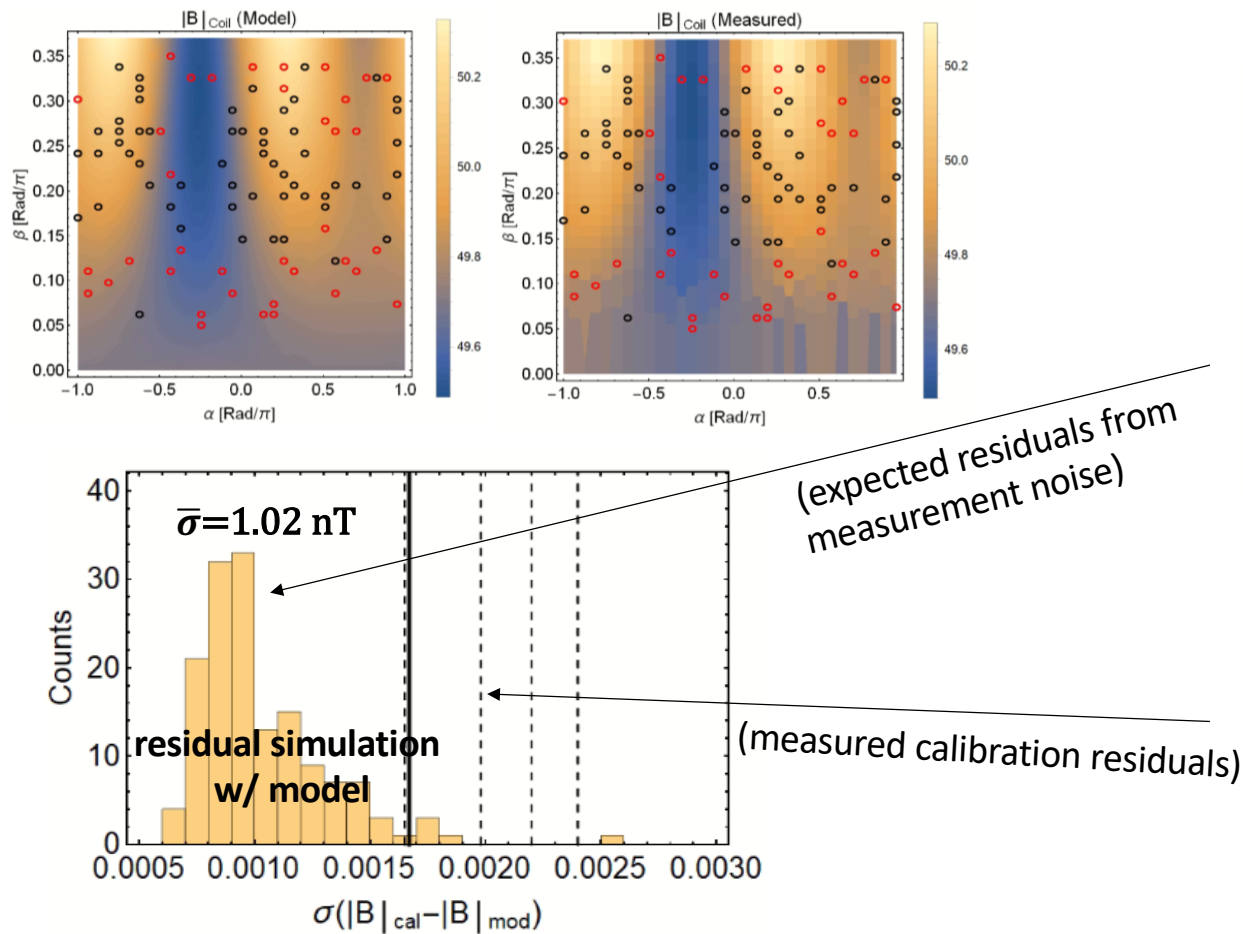 |B|Coil (Model)
0.35
0.30
0.25
0.20
0.15
0.10
0.05
0.00
β [Rad/π]
−1.0 −0.5 0.0 0.5 1.0
α [Rad/π]
50.2
50.0
49.8
49.6
|B|Coil (Measured)
0.35
0.30
0.25
0.20
0.15
0.10
0.05
0.00
β [Rad/π]
−1.0 −0.5 0.0 0.5
α [Rad/π]
50.2
50.0
49.8
49.6
(expected residuals from
measurement noise)
40
30
20
10
0
Counts
σ̅=1.02 nT
residual simulation
w/ model
(measured calibration residuals)
0.0005 0.0010 0.0015 0.0020 0.0025 0.0030
σ(|B|cal−|B|mod)